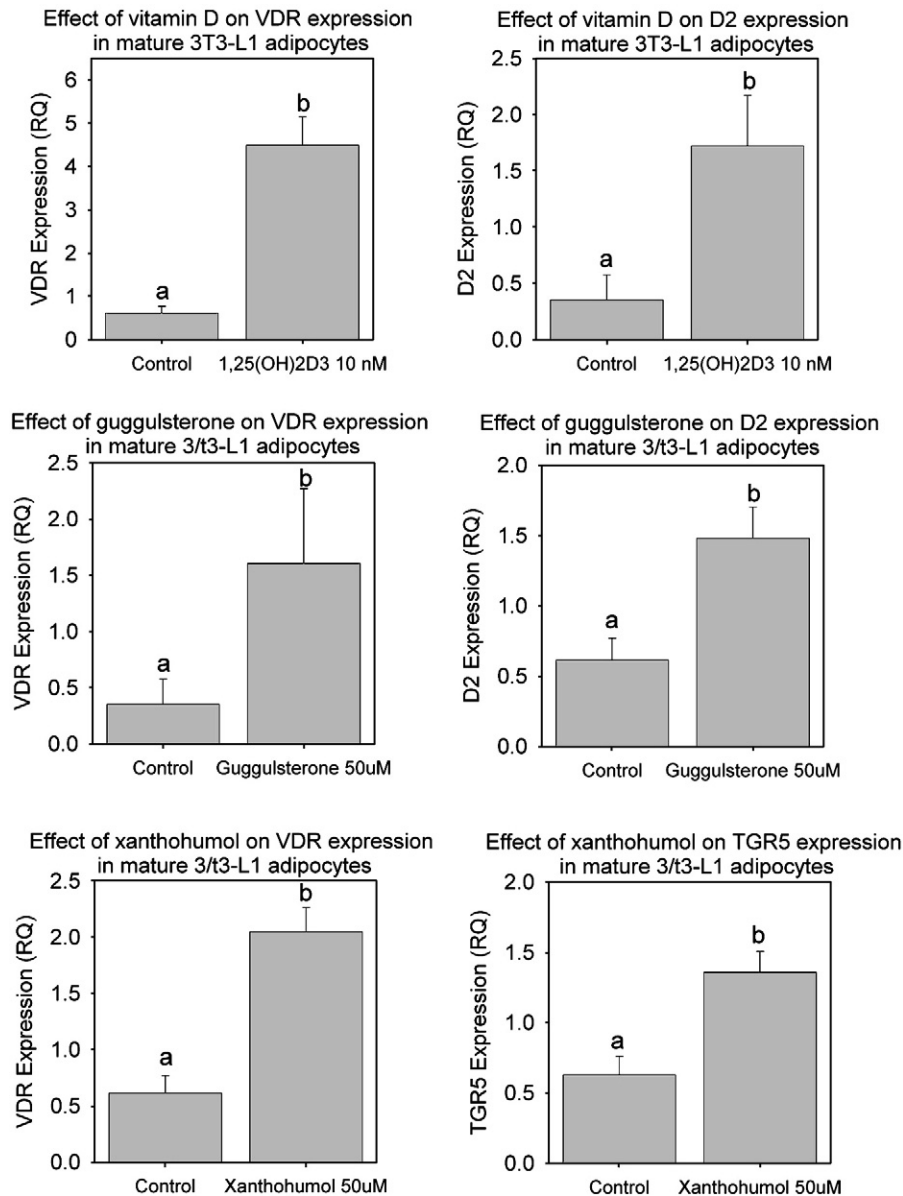 Effect of vitamin D on VDR expression
in mature 3T3-L1 adipocytes
VDR Expression (RQ)
6
5
4
3
2
1
0
a
b
Control
1,25(OH)2D3 10 nM
Effect of vitamin D on D2 expression
in mature 3T3-L1 adipocytes
D2 Expression (RQ)
2.5
2.0
1.5
1.0
0.5
0.0
a
b
Control
1,25(OH)2D3 10 nM
Effect of guggulsterone on VDR expression
in mature 3/t3-L1 adipocytes
VDR Expression (RQ)
2.5
2.0
1.5
1.0
0.5
0.0
a
b
Control
Guggulsterone 50uM
Effect of guggulsterone on D2 expression
in mature 3/t3-L1 adipocytes
D2 Expression (RQ)
2.0
1.5
1.0
0.5
0.0
a
b
Control
Guggulsterone 50uM
Effect of xanthohumol on VDR expression
in mature 3/t3-L1 adipocytes
VDR Expression (RQ)
2.5
2.0
1.5
1.0
0.5
0.0
a
b
Control
Xanthohumol 50uM
Effect of xanthohumol on TGR5 expression
in mature 3/t3-L1 adipocytes
TGR5 Expression (RQ)
2.0
1.5
1.0
0.5
0.0
a
b
Control
Xanthohumol 50uM